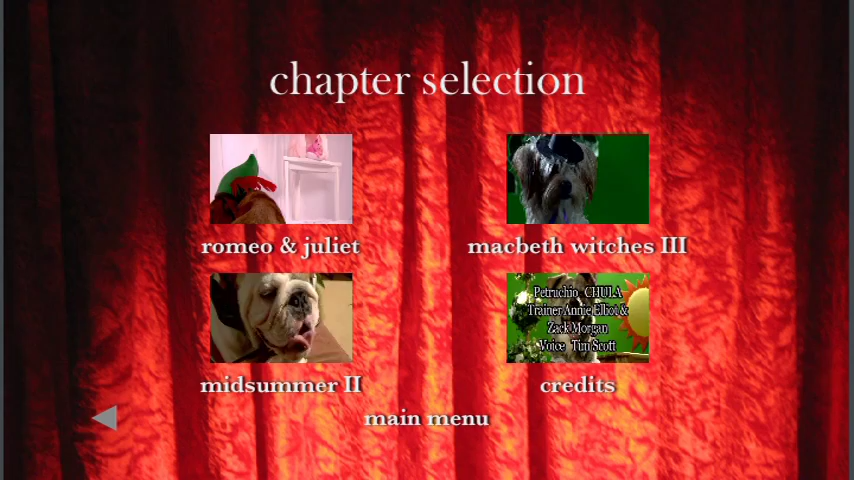 chapter selection
romeo & juliet
macbeth witches III
Petruchio CHULA
Trainer Annie Elliot &
Zack Morgan
Voice Tim Scott
midsummer II
credits
main menu